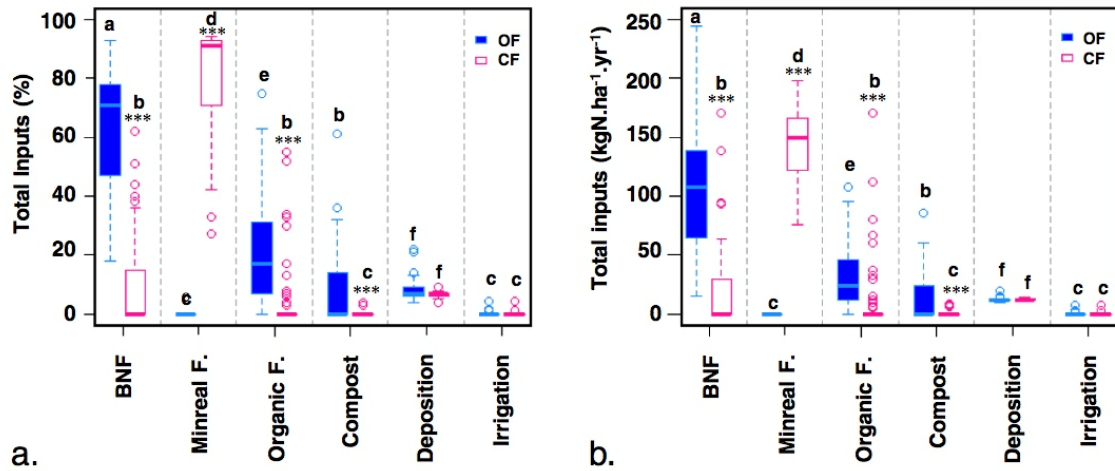 a
d
***
OF
CF
e
b
***
b
***
b
c
***
f
f
c
c
c
Total Inputs (%)
100
80
60
40
20
0
BNF
Minreal F.
Organic F.
Compost
Deposition
Irrigation
a.
a
b
***
d
***
b
***
OF
CF
e
b
c
***
c
f
f
c
c
Total inputs (kgN.ha⁻¹.yr⁻¹)
250
200
150
100
50
0
BNF
Minreal F.
Organic F.
Compost
Deposition
Irrigation
b.